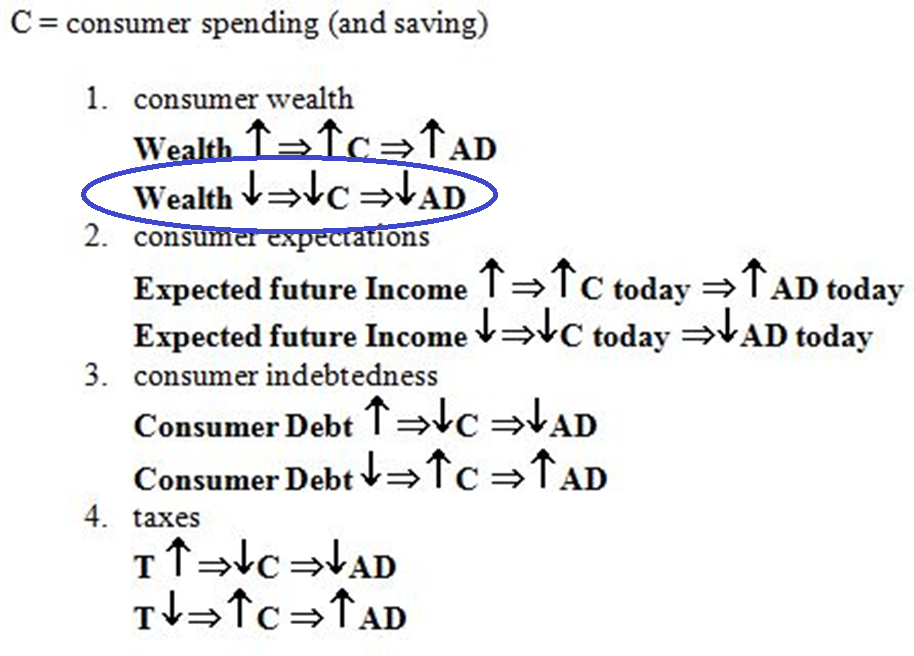 C = consumer spending (and saving)
1. consumer wealth
Wealth ↑⇒↑C ⇒↑AD
Wealth ↓⇒↓C ⇒↓AD
2. consumer expectations
Expected future Income ↑⇒↑C today ⇒↑AD today
Expected future Income ↓⇒↓C today ⇒↓AD today
3. consumer indebtedness
Consumer Debt ↑⇒↓C ⇒↓AD
Consumer Debt ↓⇒↑C ⇒↑AD
4. taxes
T ↑⇒↓C ⇒↓AD
T ↓⇒↑C ⇒↑AD